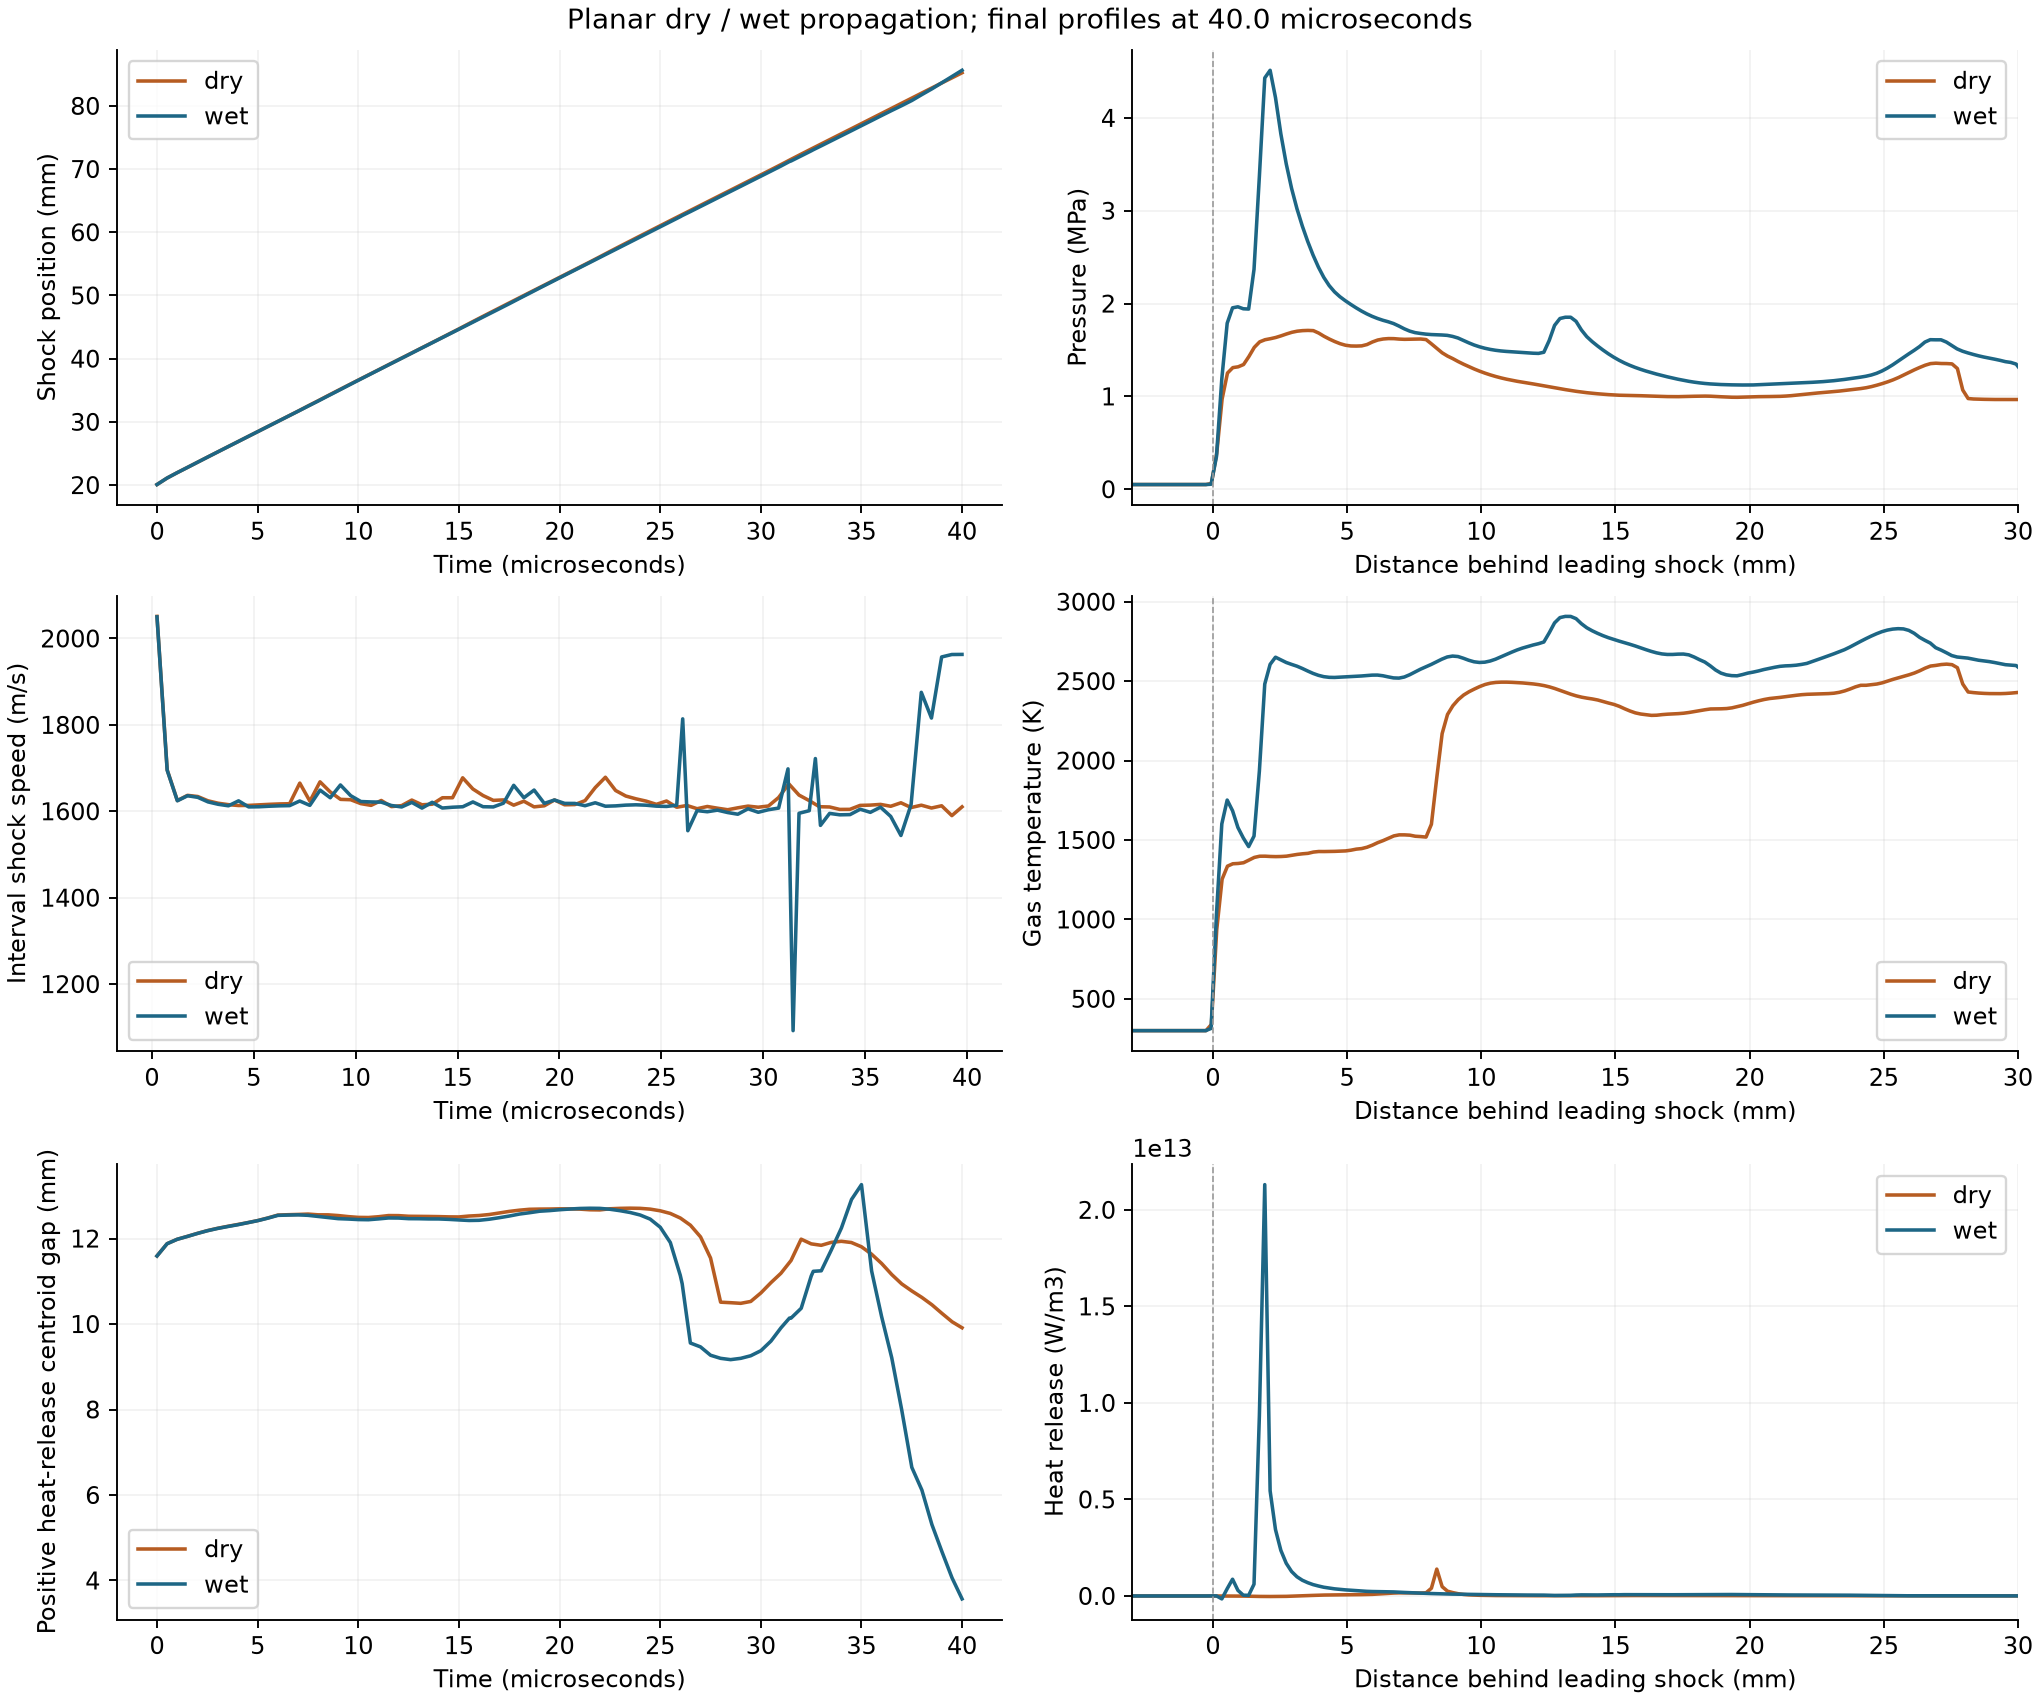 Planar dry / wet propagation; final profiles at 40.0 microseconds
dry
wet
Shock position (mm)
80
70
60
50
40
30
20
0 5 10 15 20 25 30 35 40
Time (microseconds)
dry
wet
Pressure (MPa)
4
3
2
1
0
0 5 10 15 20 25 30
Distance behind leading shock (mm)
Interval shock speed (m/s)
2000
1800
1600
1400
1200
dry
wet
0 5 10 15 20 25 30 35 40
Time (microseconds)
Gas temperature (K)
3000
2500
2000
1500
1000
500
dry
wet
0 5 10 15 20 25 30
Distance behind leading shock (mm)
Positive heat-release centroid gap (mm)
12
10
8
6
4
dry
wet
0 5 10 15 20 25 30 35 40
Time (microseconds)
1e13
dry
wet
Heat release (W/m3)
2.0
1.5
1.0
0.5
0.0
0 5 10 15 20 25 30
Distance behind leading shock (mm)